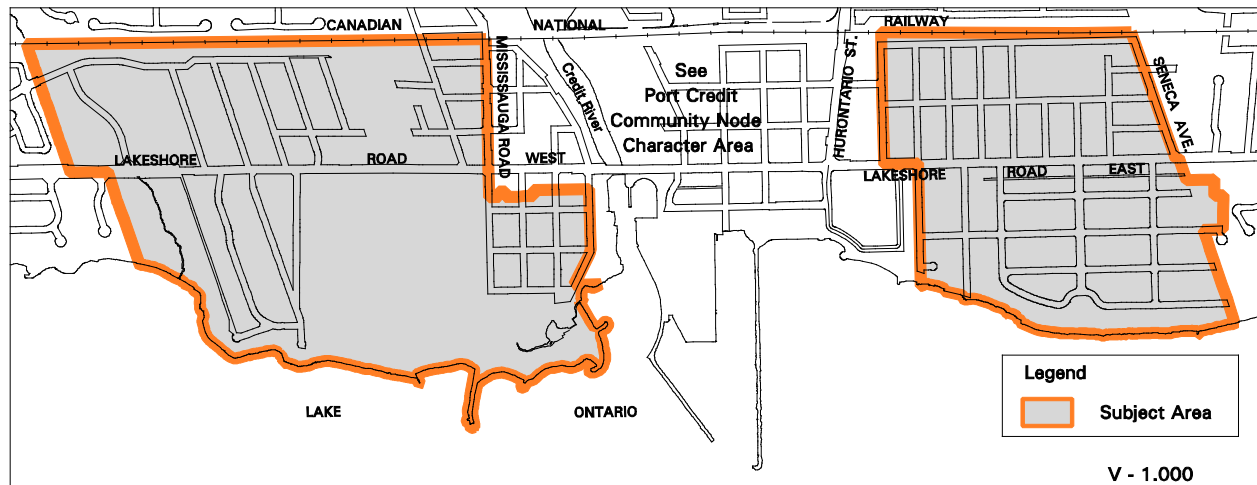 CANADIAN NATIONAL RAILWAY
MISSISSAUGA ROAD
Credit River
See
Port Credit
Community Node
Character Area
HURONTARIO ST.
SENECA AVE.
LAKESHORE ROAD WEST
LAKESHORE ROAD EAST
LAKE ONTARIO
Legend
Subject Area
V - 1.000